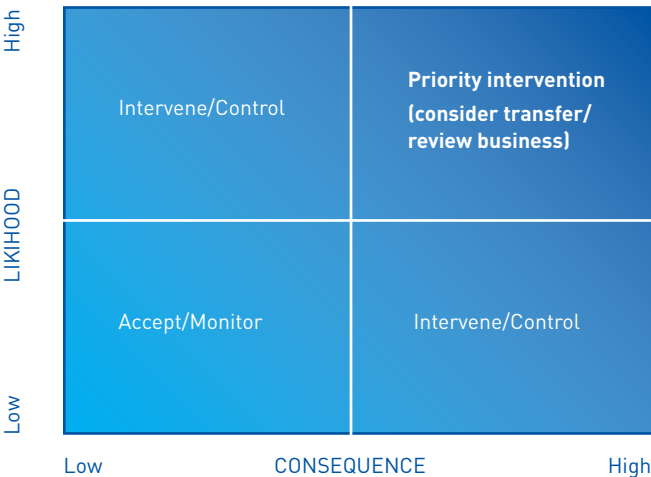 High
LIKIHOOD
Low
Intervene/Control
Priority intervention
(consider transfer/
review business)
Accept/Monitor
Intervene/Control
Low
CONSEQUENCE
High